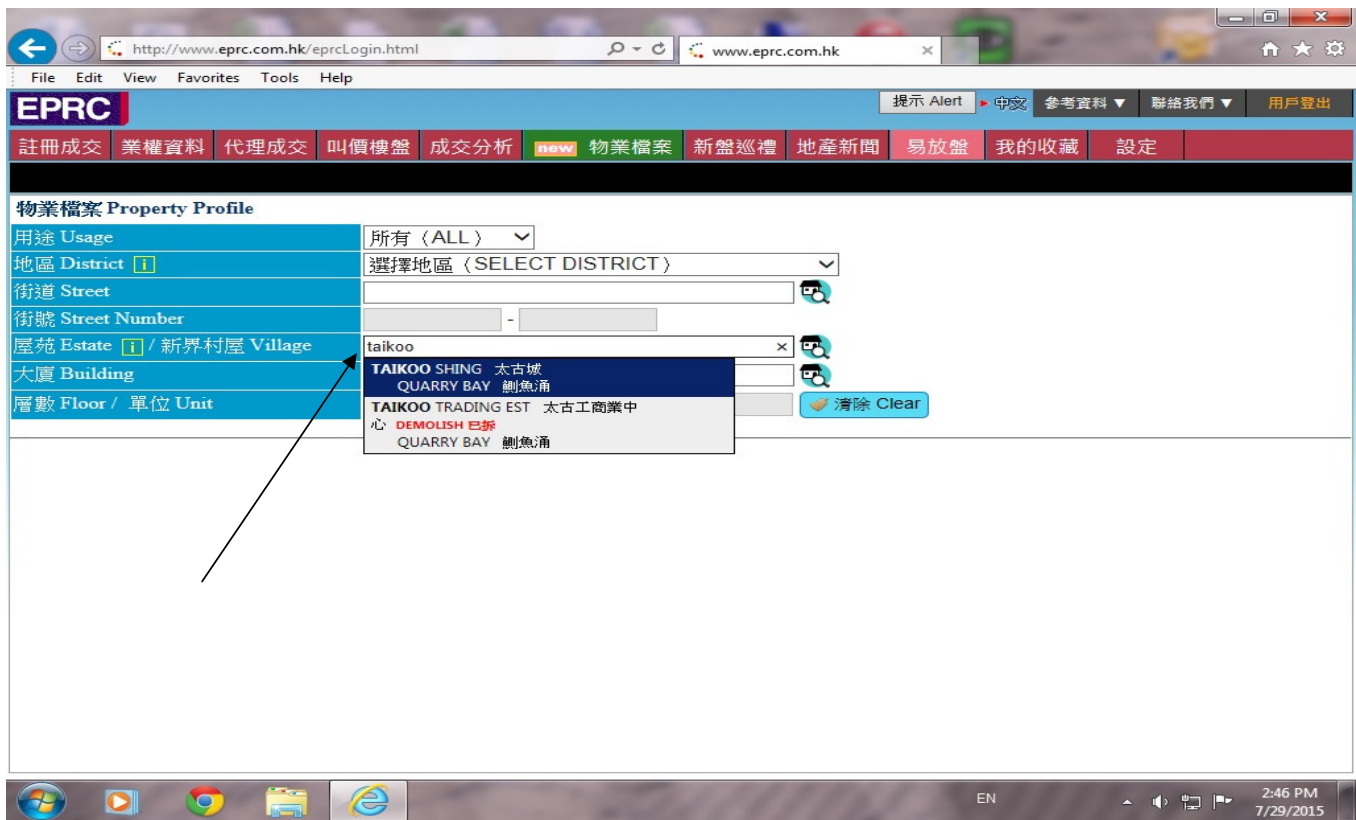 http://www.eprc.com.hk/eprcLogin.html
www.eprc.com.hk
File Edit View Favorites Tools Help
EPRC
提示 Alert 中文 參考資料 ▼ 聯絡我們 ▼ 用戶登出
註冊成交 業權資料 代理成交 叫價樓盤 成交分析 new 物業檔案 新盤巡禮 地產新聞 易放盤 我的收藏 設定
物業檔案 Property Profile
用途 Usage 所有（ALL）
地區 District i 選擇地區（SELECT DISTRICT）
街道 Street
街號 Street Number -
屋苑 Estate i / 新界村屋 Village taikoo ×
TAIKOO SHING 太古城
QUARRY BAY 鰂魚涌
大廈 Building
TAIKOO TRADING EST 太古工商業中
心 DEMOLISH 已拆
QUARRY BAY 鰂魚涌
層數 Floor / 單位 Unit 清除 Clear
EN
2:46 PM
7/29/2015